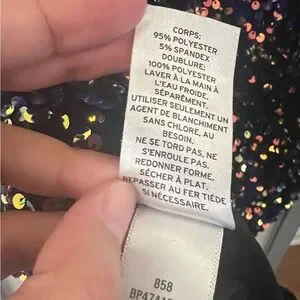 CORPS:
95% POLYESTER
5% SPANDEX
DOUBLURE:
100% POLYESTER
LAVER À LA MAIN À
L'EAU FROIDE,
SÉPARÉMENT.
UTILISER SEULEMENT UN
AGENT DE BLANCHIMENT
SANS CHLORE, AU
BESOIN.
NE SE TORD PAS, NE
S'ENROULE PAS.
REDONNER FORME,
SÉCHER À PLAT.
REPASSER AU FER TIÈDE
SI NÉCESSAIRE.
858